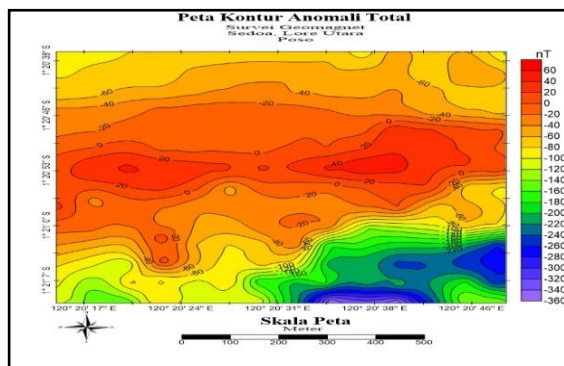 Peta Kontur Anomali Total
Survei Geomagnet
Sedoa, Lore Utara
Poso
nT
60
40
20
0
-20
-40
-60
-80
-100
-120
-140
-160
-180
-200
-220
-240
-260
-280
-300
-320
-340
-360
1° 20' 39" S
1° 20' 46" S
1° 20' 53" S
1° 21' 0" S
1° 21' 7" S
120° 20' 17" E
120° 20' 24" E
120° 20' 31" E
120° 20' 38" E
120° 20' 46" E
Skala Peta
Meter
0 100 200 300 400 500